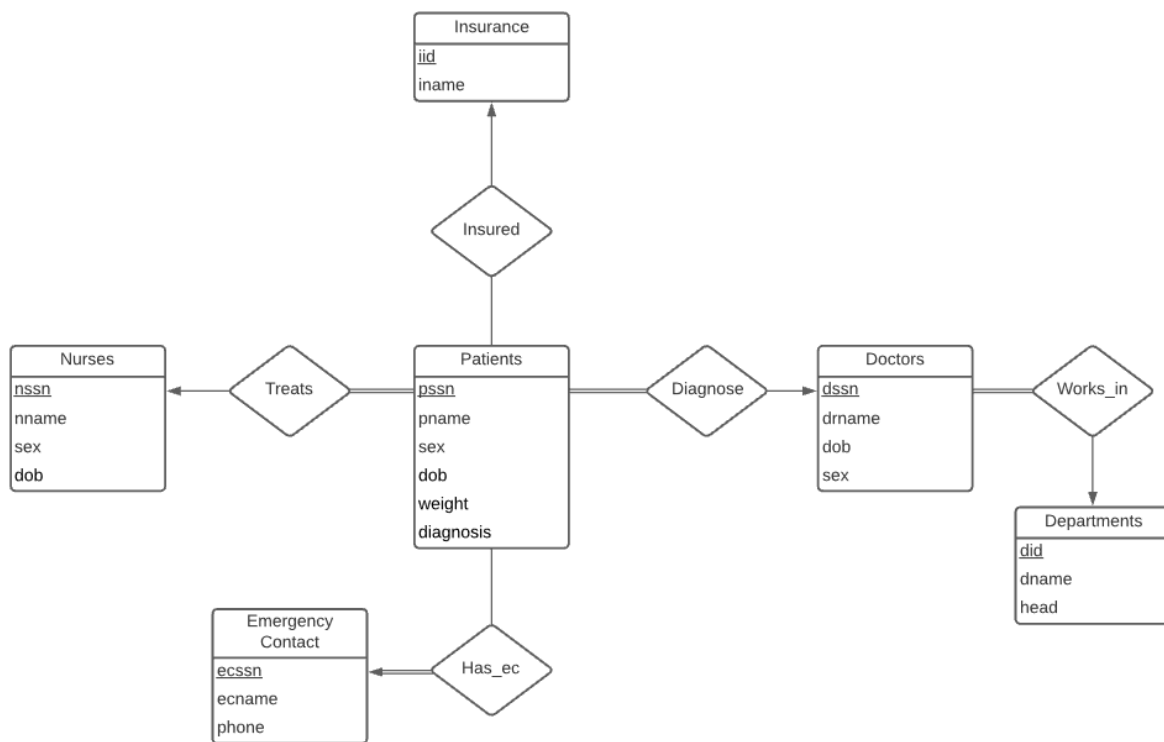 Insurance
iid
iname
Insured
Nurses
nssn
nname
sex
dob
Treats
Patients
pssn
pname
sex
dob
weight
diagnosis
Diagnose
Doctors
dssn
drname
dob
sex
Works_in
Departments
did
dname
head
Emergency
Contact
ecssn
ecname
phone
Has_ec